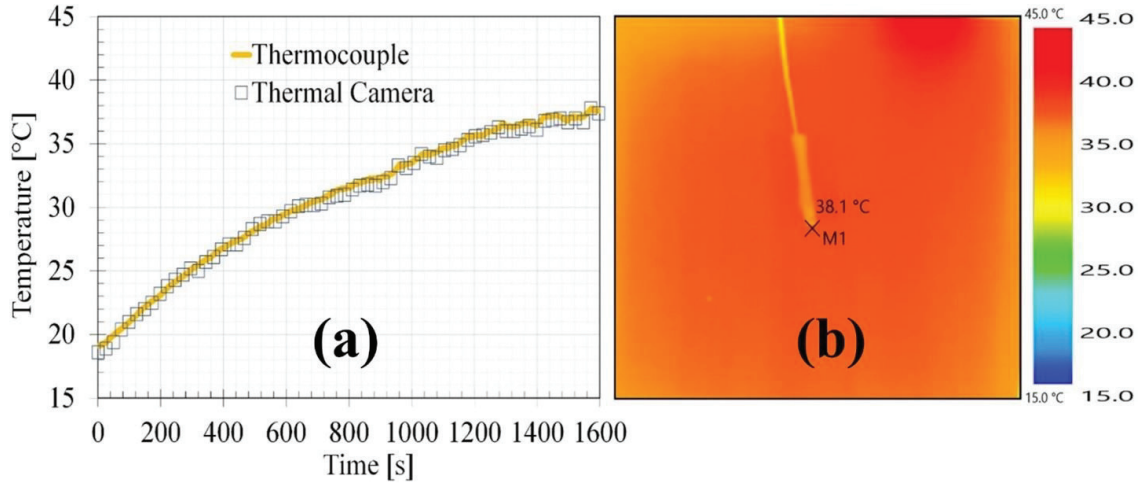 45
40
35
30
25
20
15
Temperature [°C]
Thermocouple
Thermal Camera
(a)
0 200 400 600 800 1000 1200 1400 1600
Time [s]
38.1 °C
M1
(b)
45.0 °C
15.0 °C
45.0
40.0
35.0
30.0
25.0
20.0
15.0